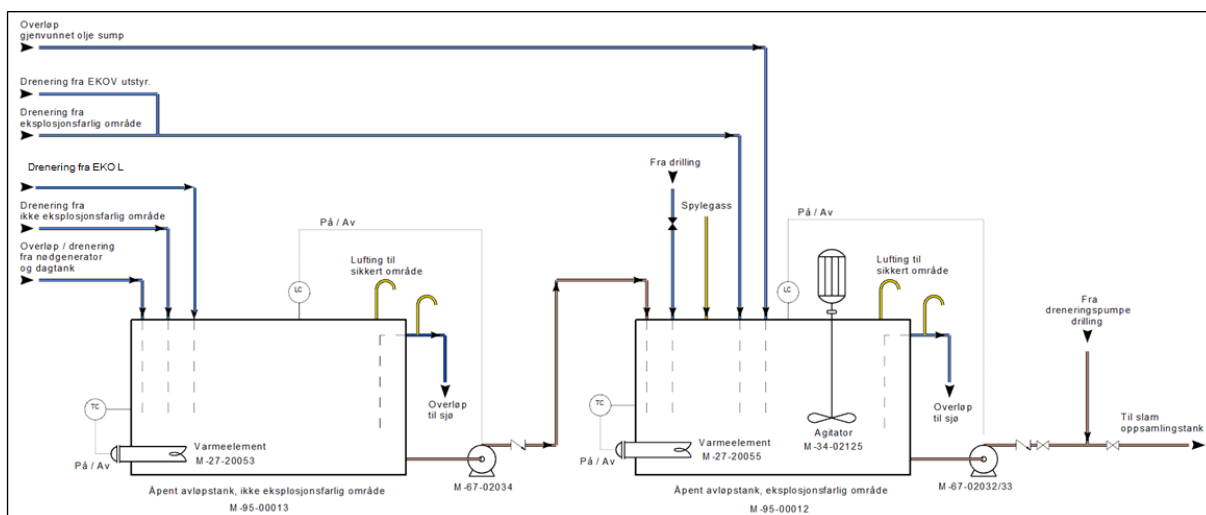 Overløp
gjenvunnet olje sump
Drenering fra EKOV utstyr.
Drenering fra
eksplosjonsfarlig område
Drenering fra EKO L
Drenering fra
ikke eksplosjonsfarlig område
Overløp / drenering
fra nødgenerator
og dagtank
På / Av
LC
Lufting til
sikkert område
Overløp
til sjø
TC
På / Av
Varmeelement
M-27-20053
M-67-02034
Åpent avløpstank, ikke eksplosjonsfarlig område
M-95-00013
Fra drilling
Spylegass
På / Av
LC
Lufting til
sikkert område
Overløp
til sjø
TC
På / Av
Varmeelement
M-27-20055
Agitator
M-34-02125
M-67-02032/33
Åpent avløpstank, eksplosjonsfarlig område
M-95-00012
Fra
dreneringspumpe
drilling
Til slam
oppsamlingstank